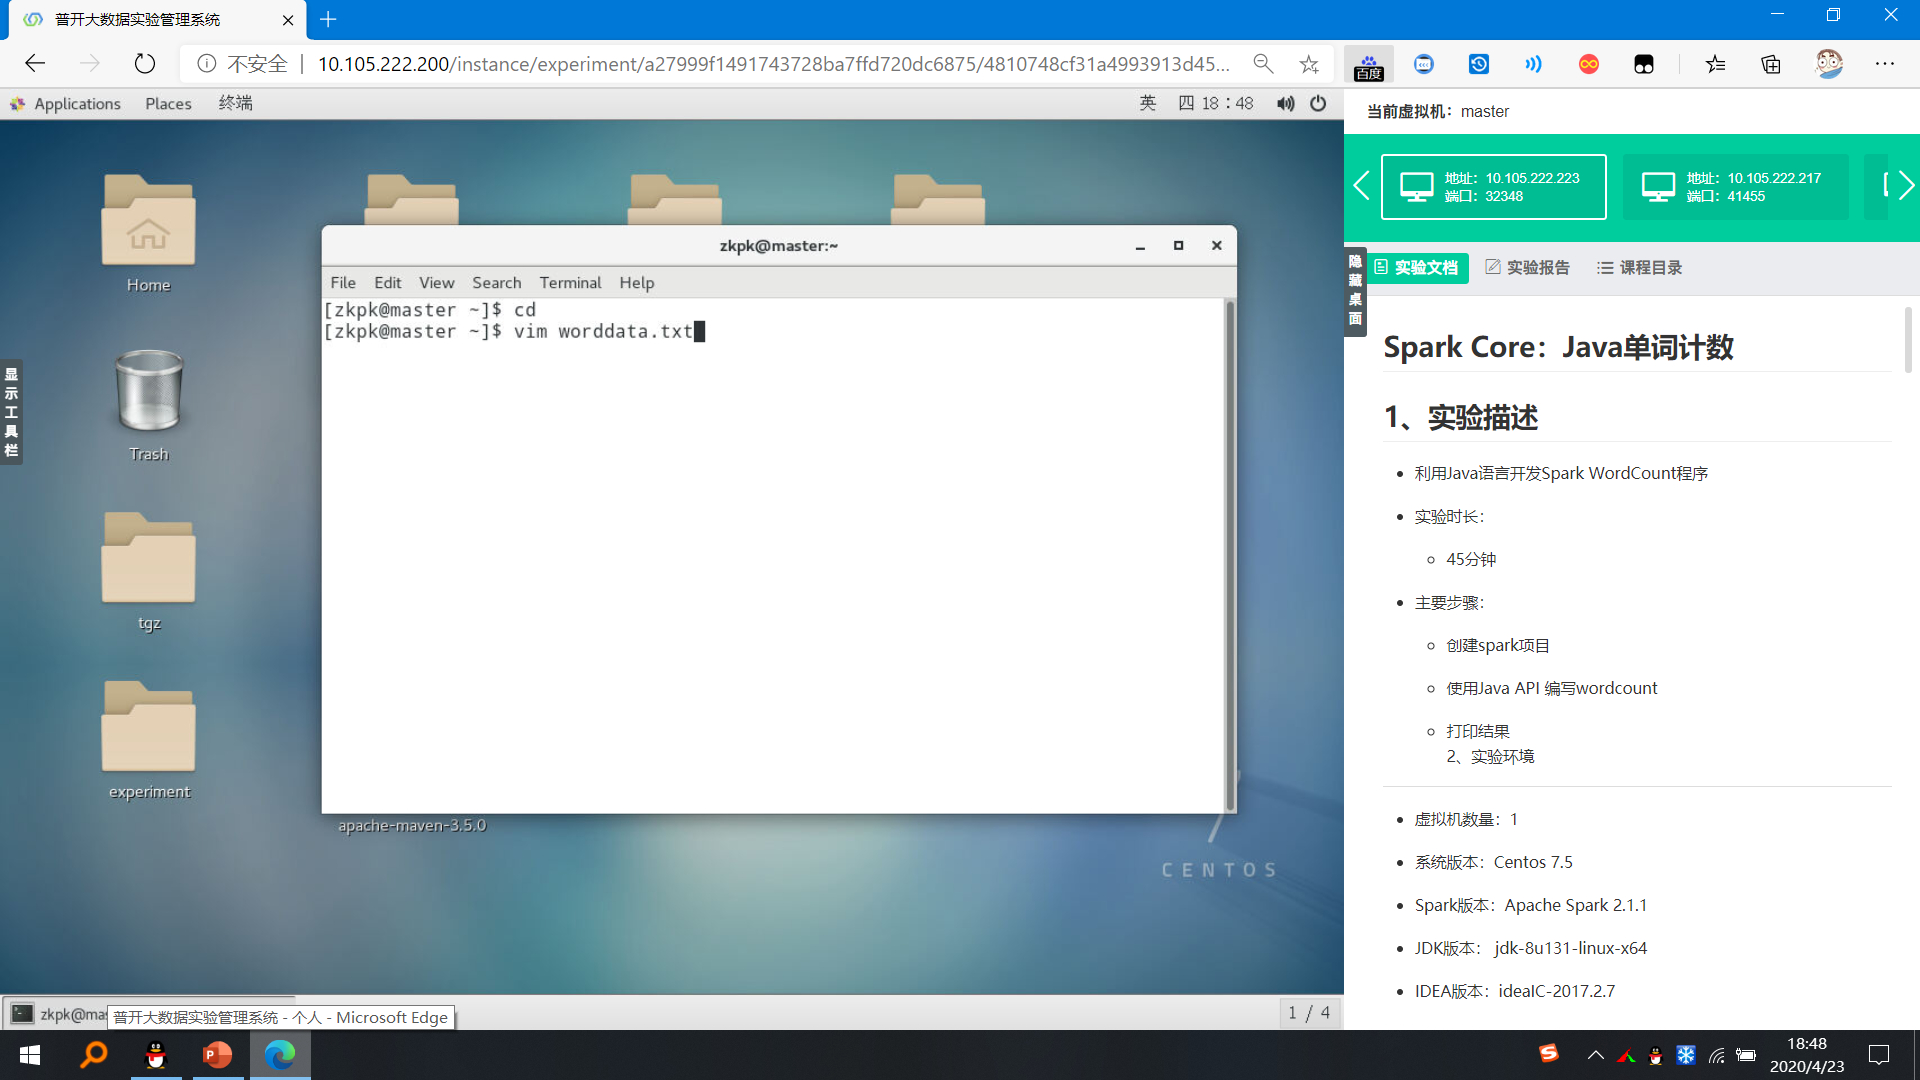 普开大数据实验管理系统
不安全 | 10.105.222.200/instance/experiment/a27999f1491743728ba7ffd720dc6875/4810748cf31a4993913d45...
百度
Applications Places 终端
英 四 18：48
当前虚拟机：master
地址：10.105.222.223
端口：32348
地址：10.105.222.217
端口：41455
隐藏桌面
实验文档 实验报告 课程目录
显示工具栏
Home
Trash
tgz
experiment
apache-maven-3.5.0
zkpk@master:~
File Edit View Search Terminal Help
[zkpk@master ~]$ cd
[zkpk@master ~]$ vim worddata.txt
7
CENTOS
Spark Core：Java单词计数
1、实验描述
利用Java语言开发Spark WordCount程序
实验时长：
45分钟
主要步骤：
创建spark项目
使用Java API 编写wordcount
打印结果
2、实验环境
虚拟机数量：1
系统版本：Centos 7.5
Spark版本：Apache Spark 2.1.1
JDK版本： jdk-8u131-linux-x64
IDEA版本：ideaIC-2017.2.7
zkpk@mas
普开大数据实验管理系统 - 个人 - Microsoft Edge
1 / 4
18:48
2020/4/23